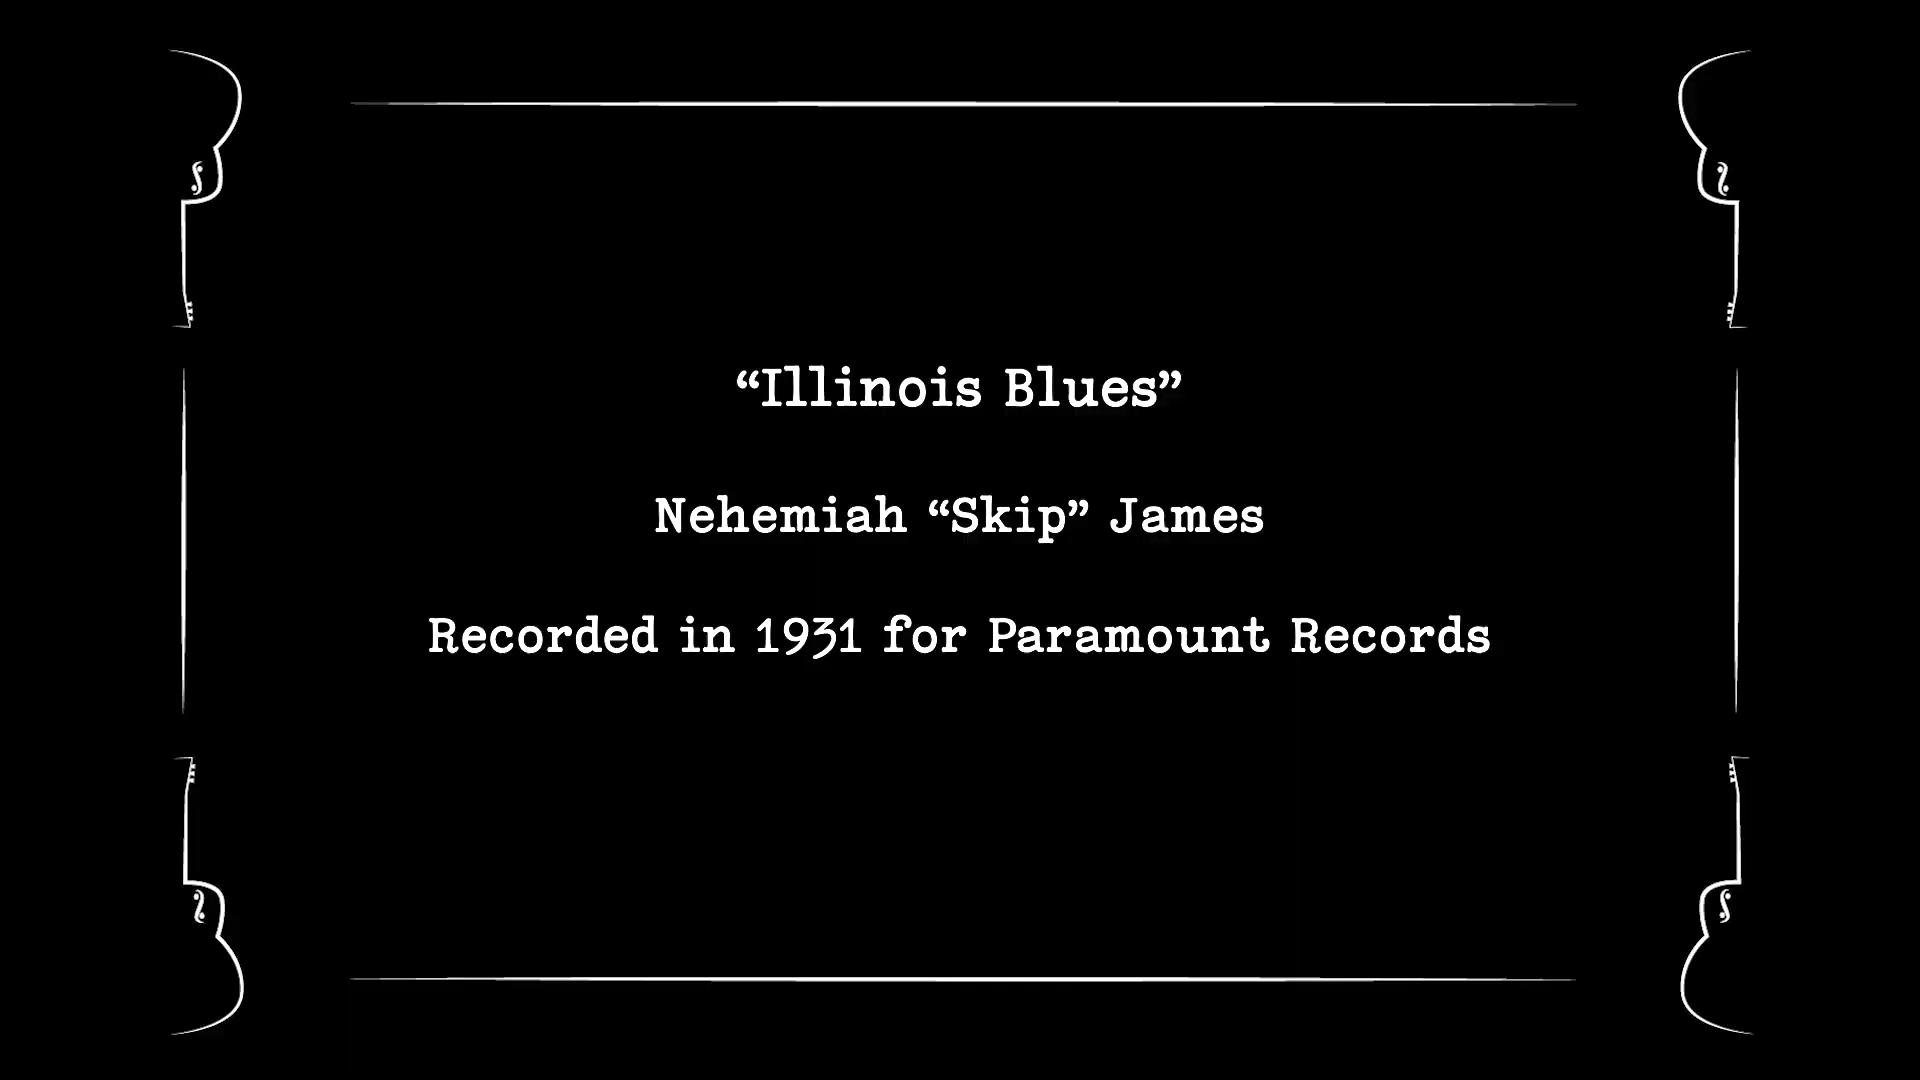 “Illinois Blues”
Nehemiah “Skip” James
Recorded in 1931 for Paramount Records